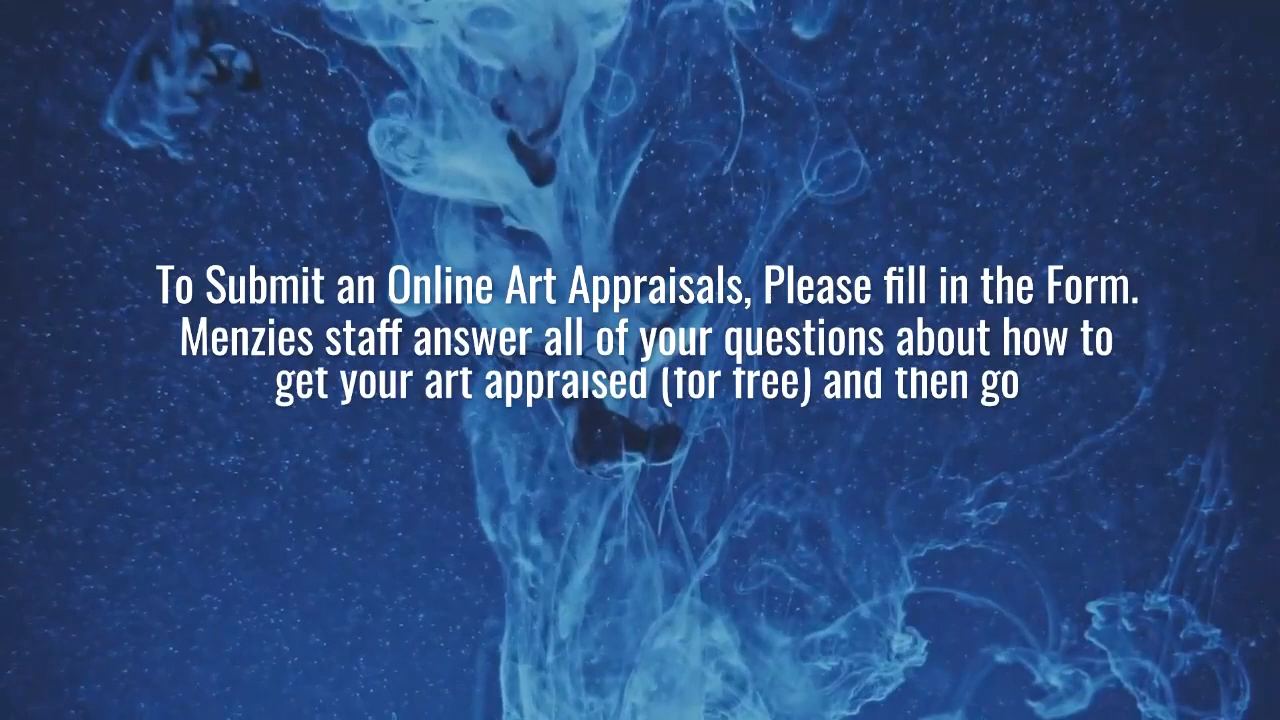 To Submit an Online Art Appraisals, Please fill in the Form.
Menzies staff answer all of your questions about how to
get your art appraised (for free) and then go